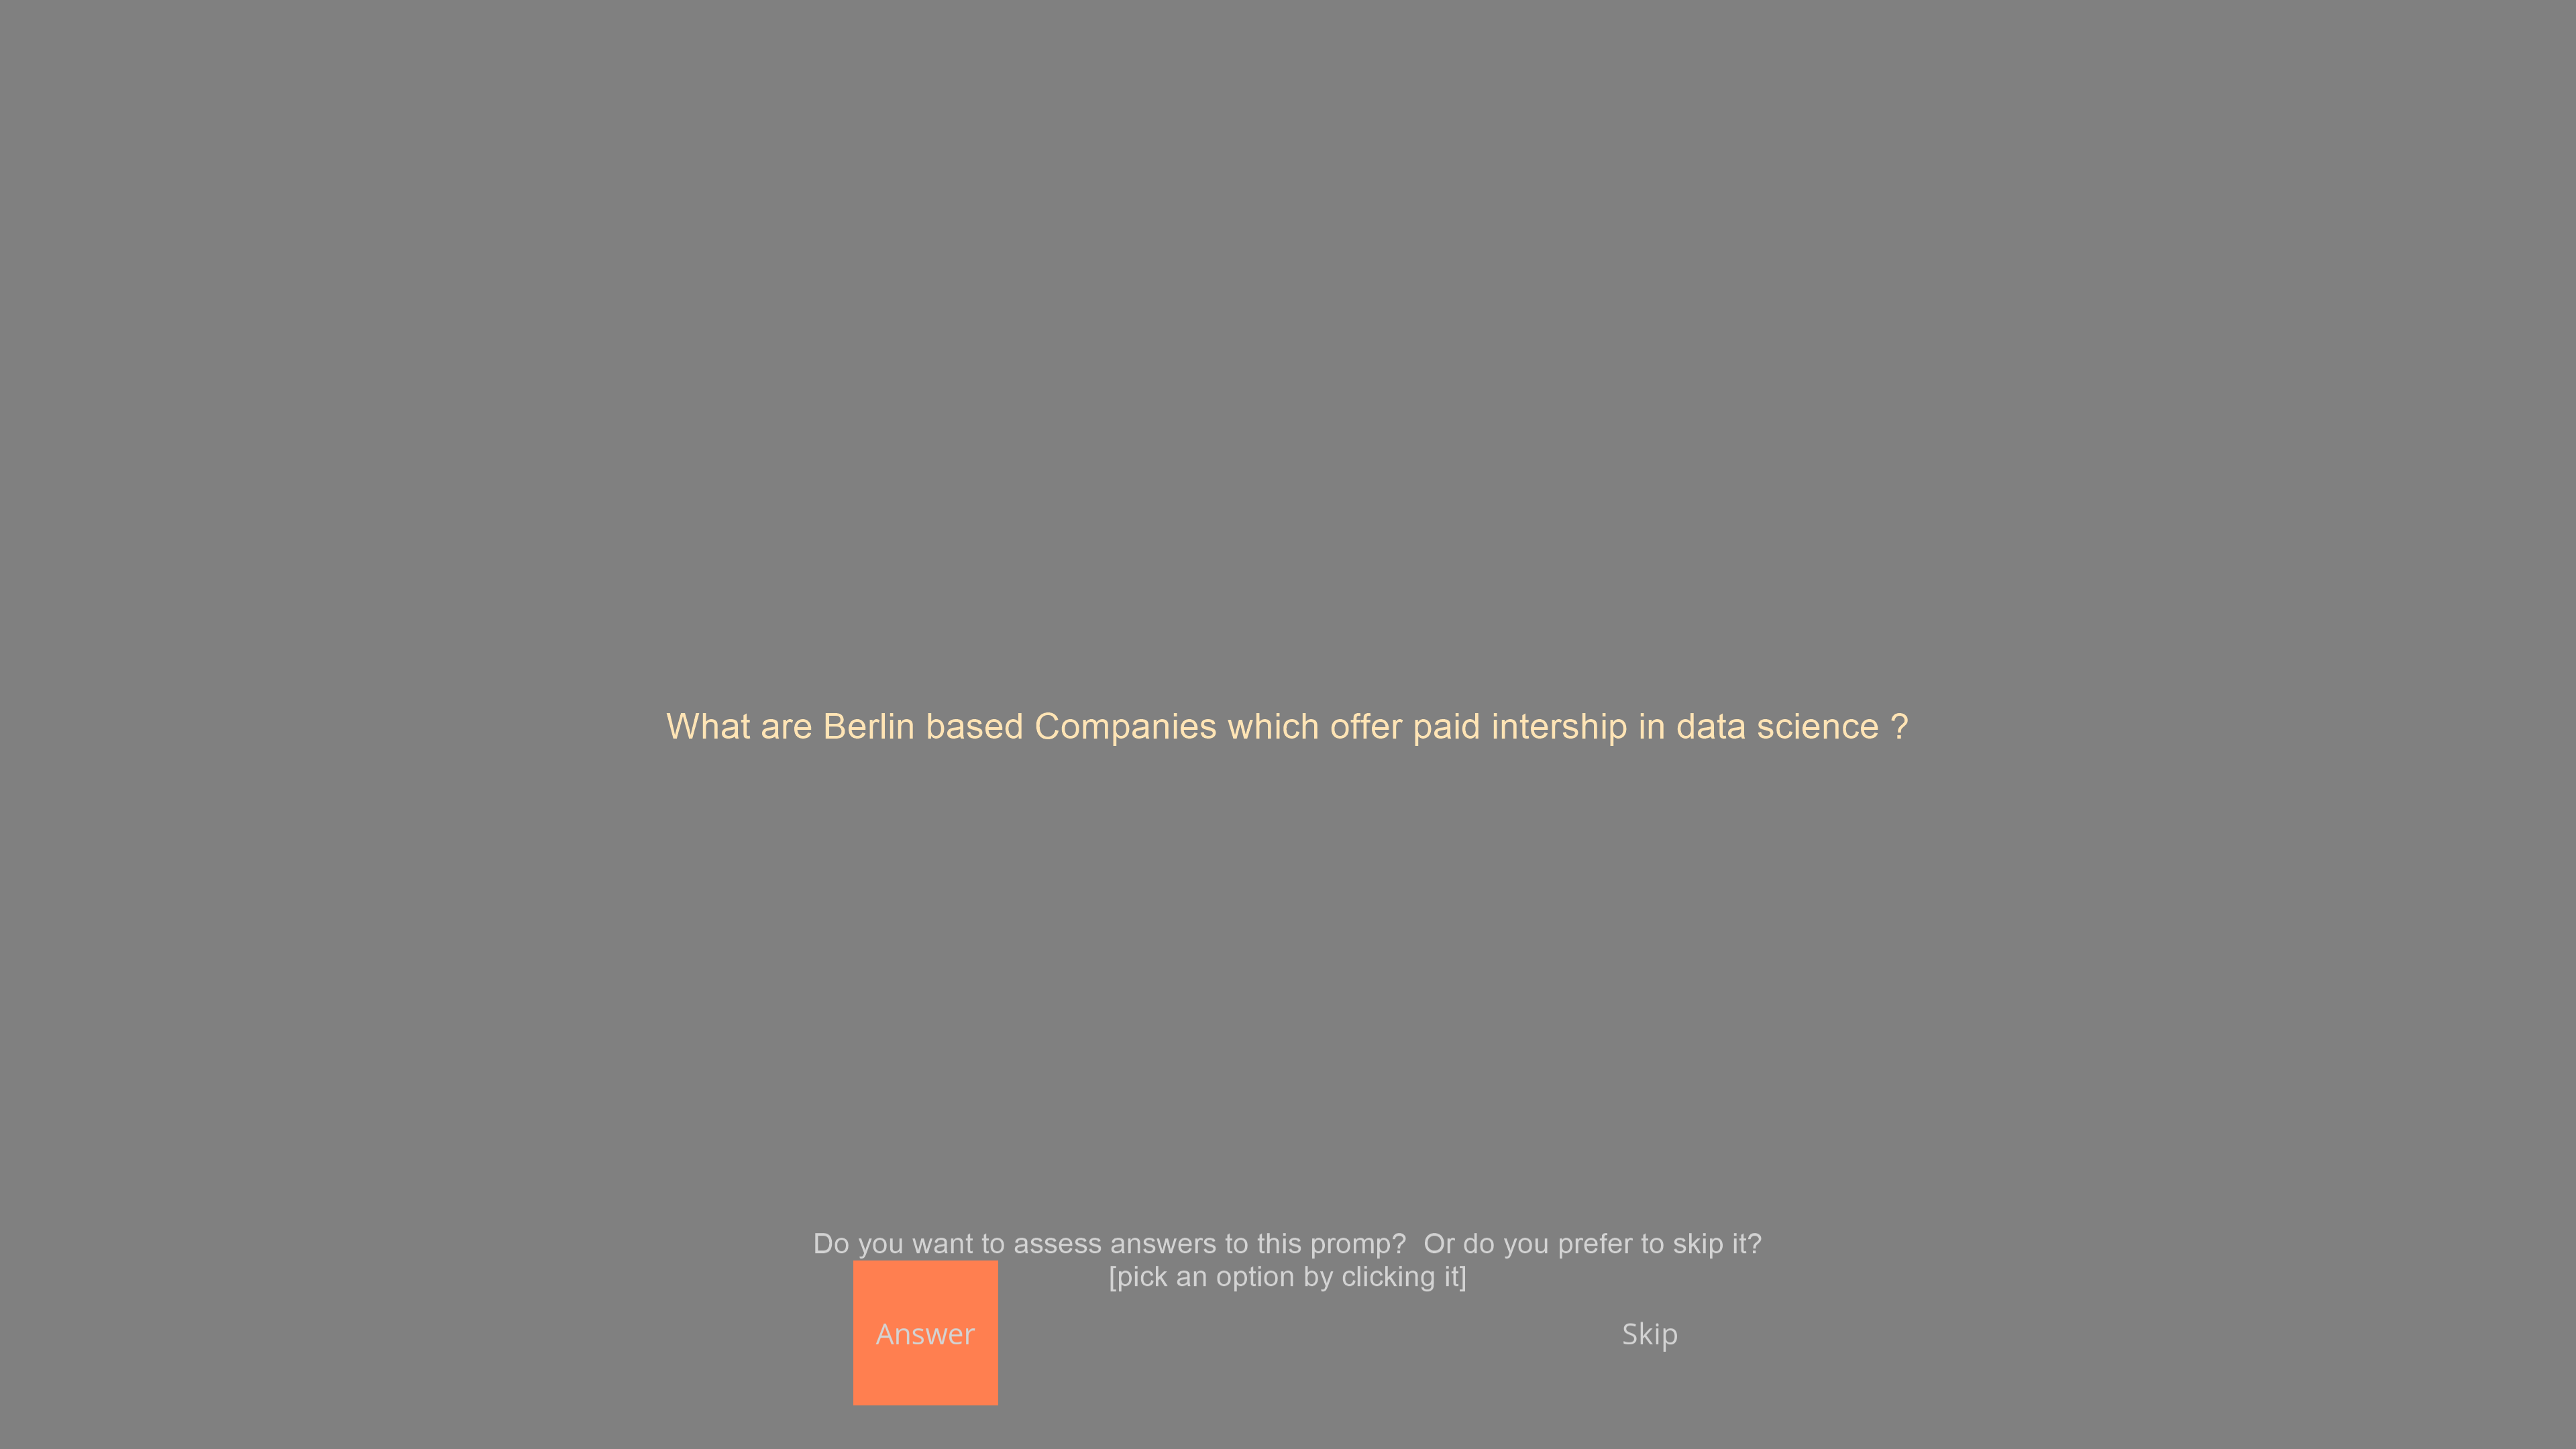 What are Berlin based Companies which offer paid intership in data science ?
Do you want to assess answers to this promp?  Or do you prefer to skip it?
[pick an option by clicking it]
Answer
Skip